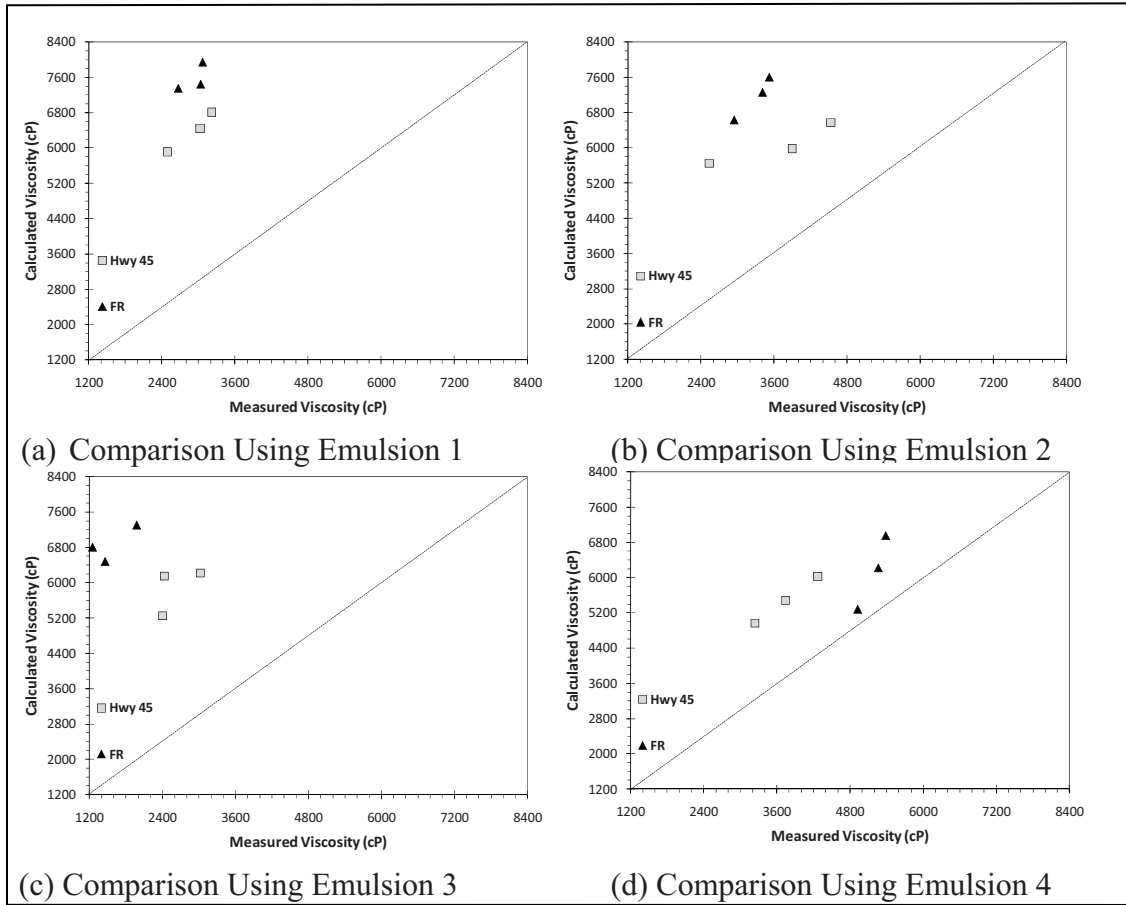 8400
7600
6800
6000
5200
4400
3600
2800
2000
1200
Calculated Viscosity (cP)
Hwy 45
FR
1200 2400 3600 4800 6000 7200 8400
Measured Viscosity (cP)
(a) Comparison Using Emulsion 1
8400
7600
6800
6000
5200
4400
3600
2800
2000
1200
Calculated Viscosity (cP)
Hwy 45
FR
1200 2400 3600 4800 6000 7200 8400
Measured Viscosity (cP)
(b) Comparison Using Emulsion 2
8400
7600
6800
6000
5200
4400
3600
2800
2000
1200
Calculated Viscosity (cP)
Hwy 45
FR
1200 2400 3600 4800 6000 7200 8400
Measured Viscosity (cP)
(c) Comparison Using Emulsion 3
8400
7600
6800
6000
5200
4400
3600
2800
2000
1200
Calculated Viscosity (cP)
Hwy 45
FR
1200 2400 3600 4800 6000 7200 8400
Measured Viscosity (cP)
(d) Comparison Using Emulsion 4